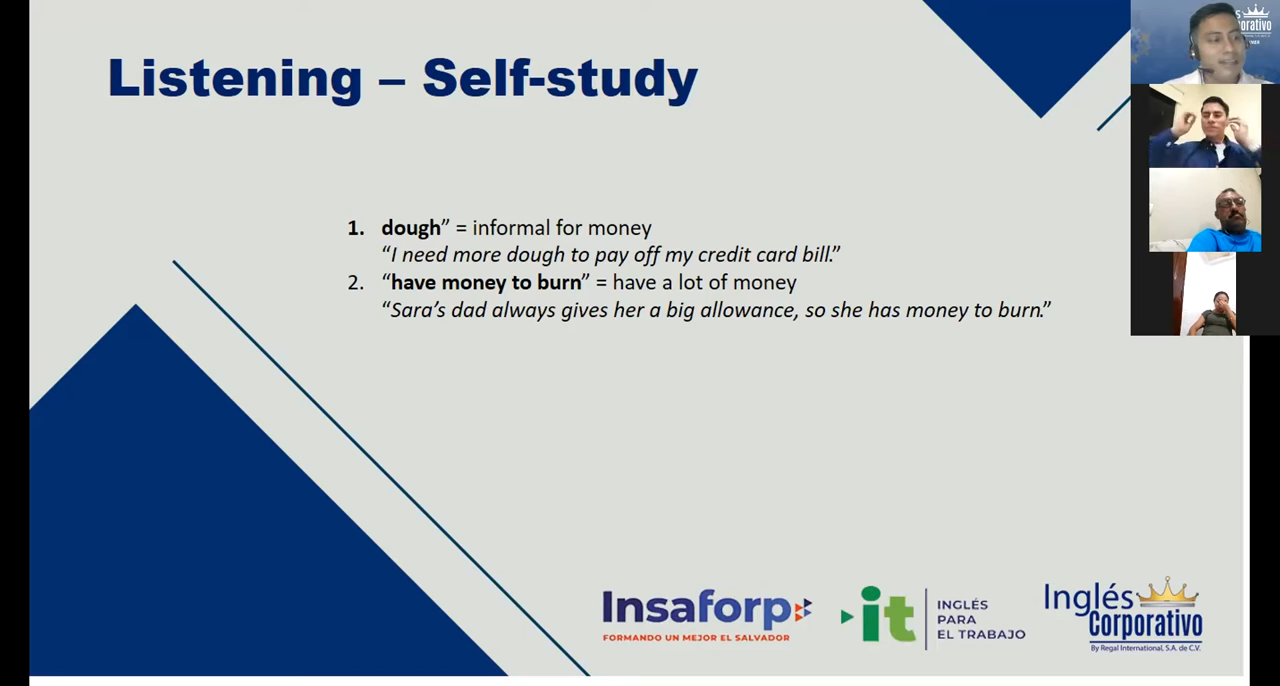 Listening – Self-study
1. dough” = informal for money
“I need more dough to pay off my credit card bill.”
2. “have money to burn” = have a lot of money
“Sara’s dad always gives her a big allowance, so she has money to burn.”
Insaforp
FORMANDO UN MEJOR EL SALVADOR
it
INGLÉS
PARA
EL TRABAJO
Inglés
Corporativo
By Regal International, S.A. de C.V.